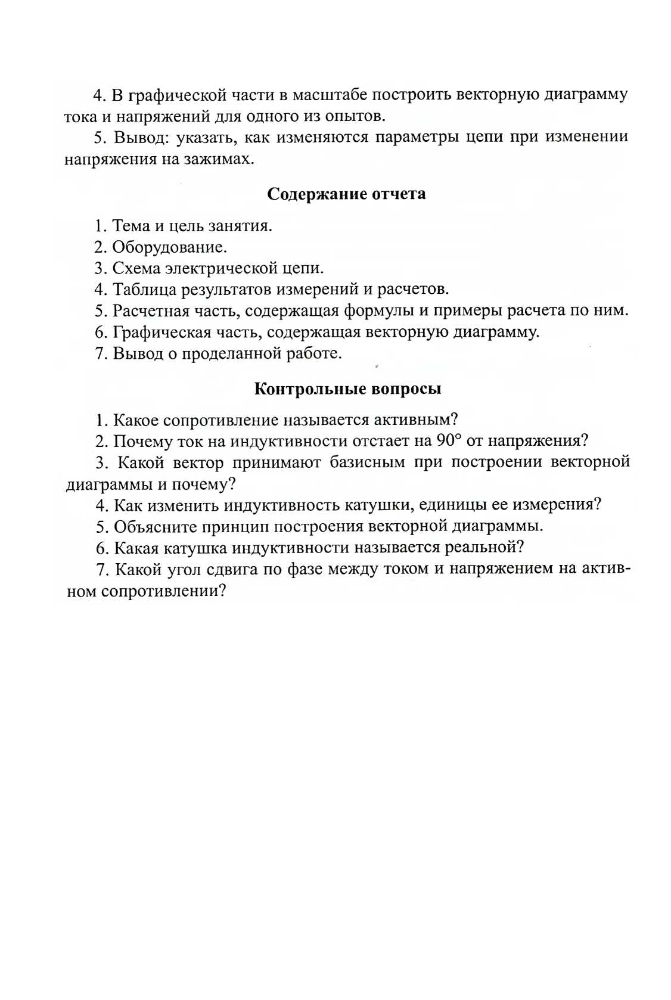 4. В графической части в масштабе построить векторную диаграмму
тока и напряжений для одного из опытов.
5. Вывод: указать, как изменяются параметры цепи при изменении
напряжения на зажимах.
Содержание отчета
1. Тема и цель занятия.
2. Оборудование.
3. Схема электрической цепи.
4. Таблица результатов измерений и расчетов.
5. Расчетная часть, содержащая формулы и примеры расчета по ним.
6. Графическая часть, содержащая векторную диаграмму.
7. Вывод о проделанной работе.
Контрольные вопросы
1. Какое сопротивление называется активным?
2. Почему ток на индуктивности отстает на 90° от напряжения?
3. Какой вектор принимают базисным при построении векторной
диаграммы и почему?
4. Как изменить индуктивность катушки, единицы ее измерения?
5. Объясните принцип построения векторной диаграммы.
6. Какая катушка индуктивности называется реальной?
7. Какой угол сдвига по фазе между током и напряжением на актив-
ном сопротивлении?